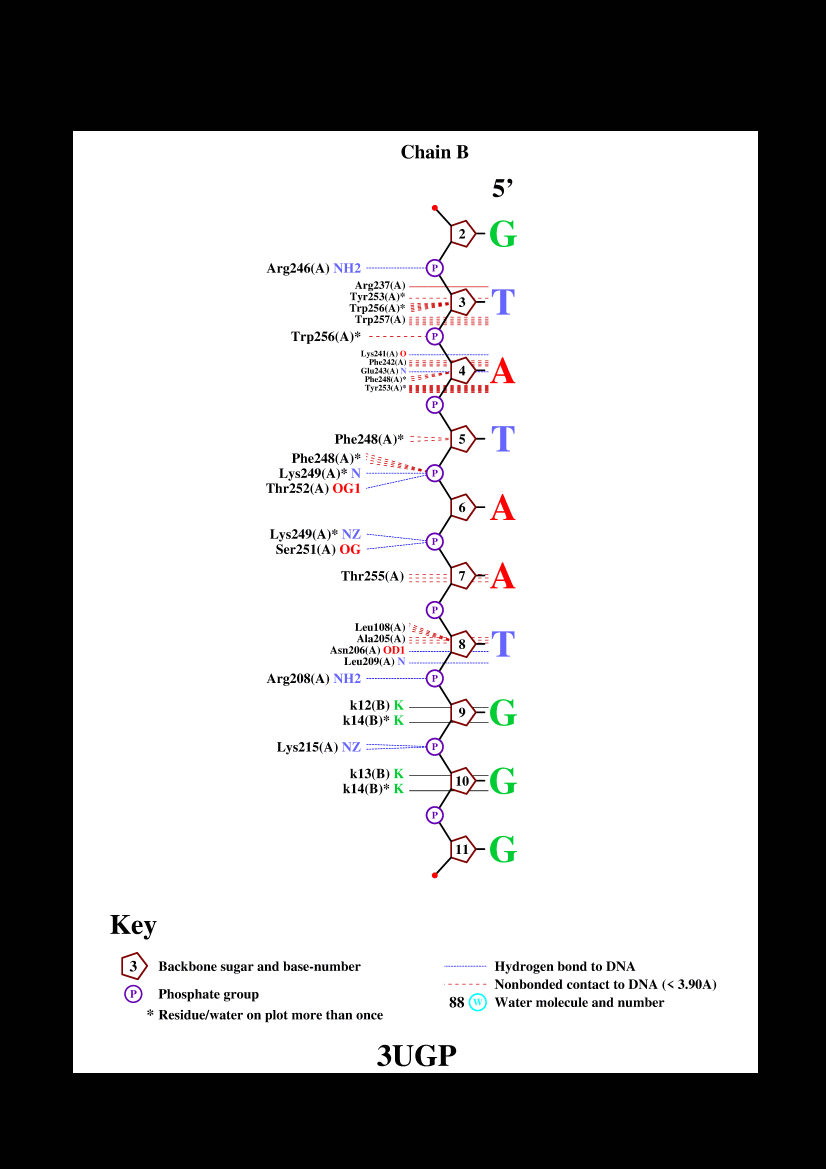 Chain B
5’
2 G
Arg246(A) NH2 P
Arg237(A)
Tyr253(A)*
3 T
Trp256(A)*
Trp257(A)
Trp256(A)* P
Lys241(A) O
Phe242(A)
Glu243(A) N 4 A
Phe248(A)*
Tyr253(A)*
P
Phe248(A)* 5 T
Phe248(A)*
Lys249(A)* N P
Thr252(A) OG1
6 A
Lys249(A)* NZ
P
Ser251(A) OG
Thr255(A) 7 A
P
Leu108(A)
Ala205(A)
8 T
Asn206(A) OD1
Leu209(A) N
Arg208(A) NH2 P
k12(B) K
9 G
k14(B)* K
Lys215(A) NZ P
k13(B) K
10 G
k14(B)* K
P
11 G
Key
3 Backbone sugar and base-number
P Phosphate group
* Residue/water on plot more than once
Hydrogen bond to DNA
Nonbonded contact to DNA (< 3.90A)
88 W Water molecule and number
3UGP